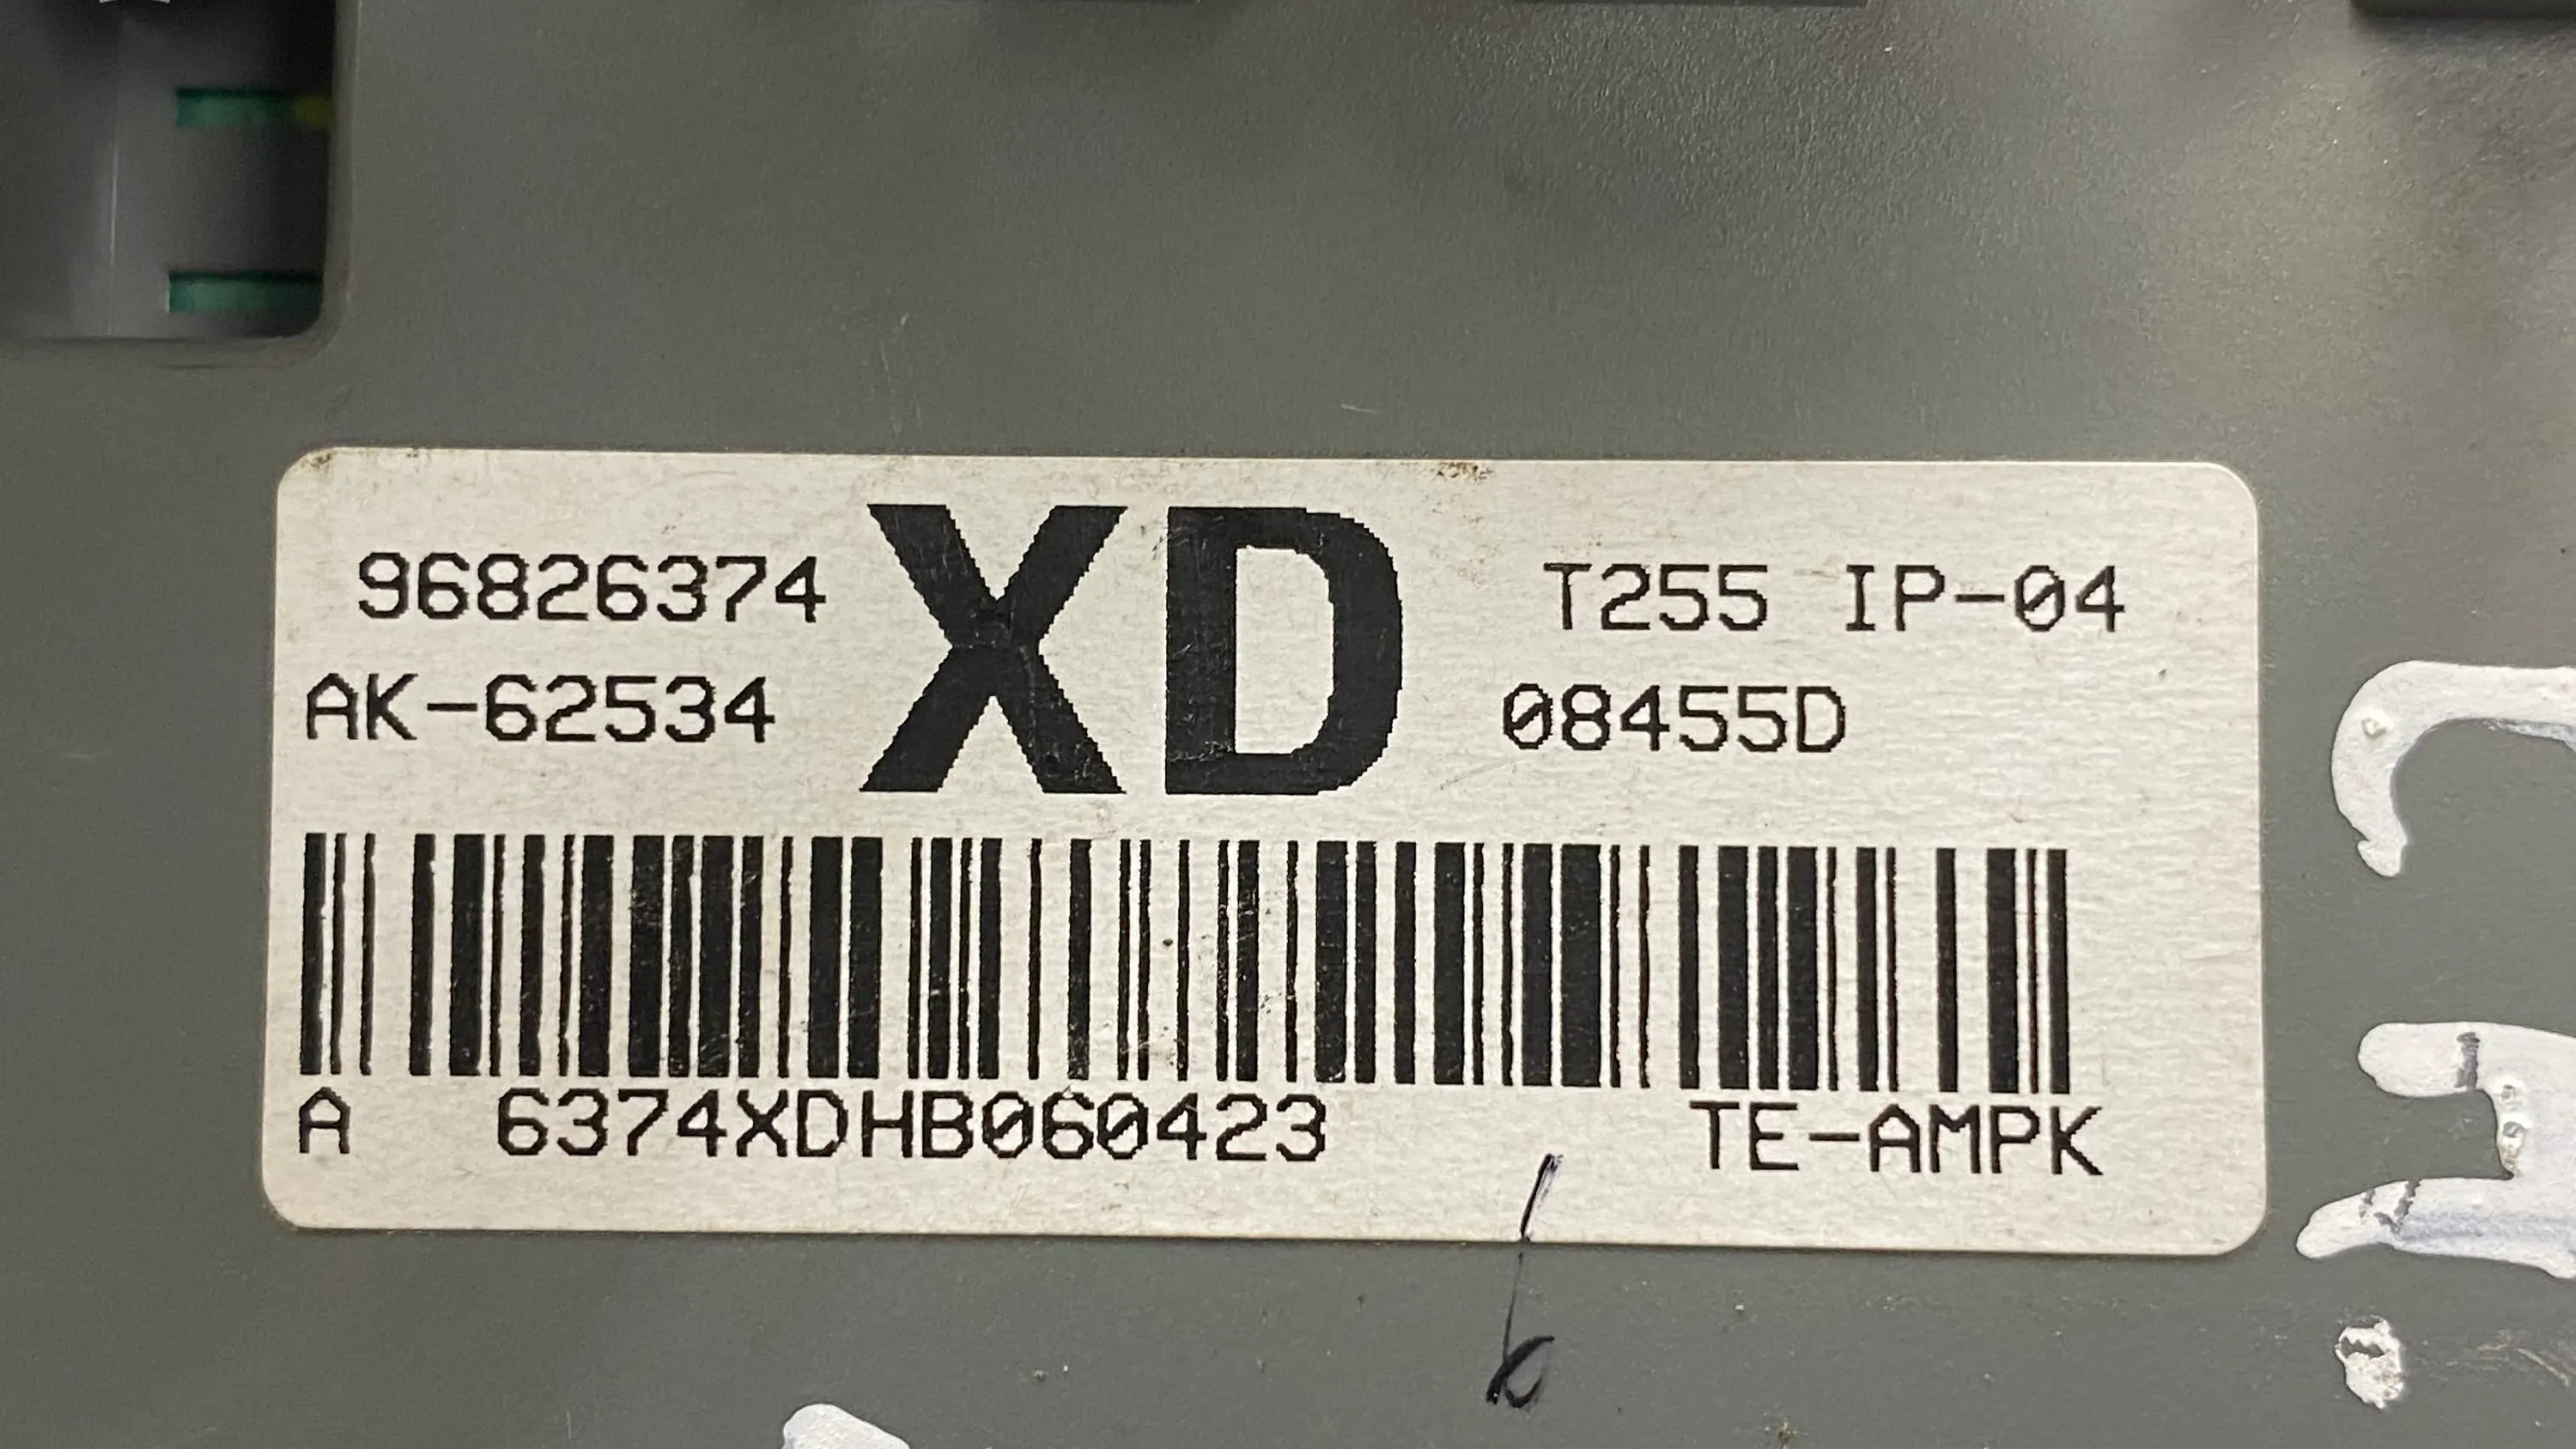 96826374 XD T255 IP-04
AK-62534 08455D
A 6374XDHB060423 TE-AMPK